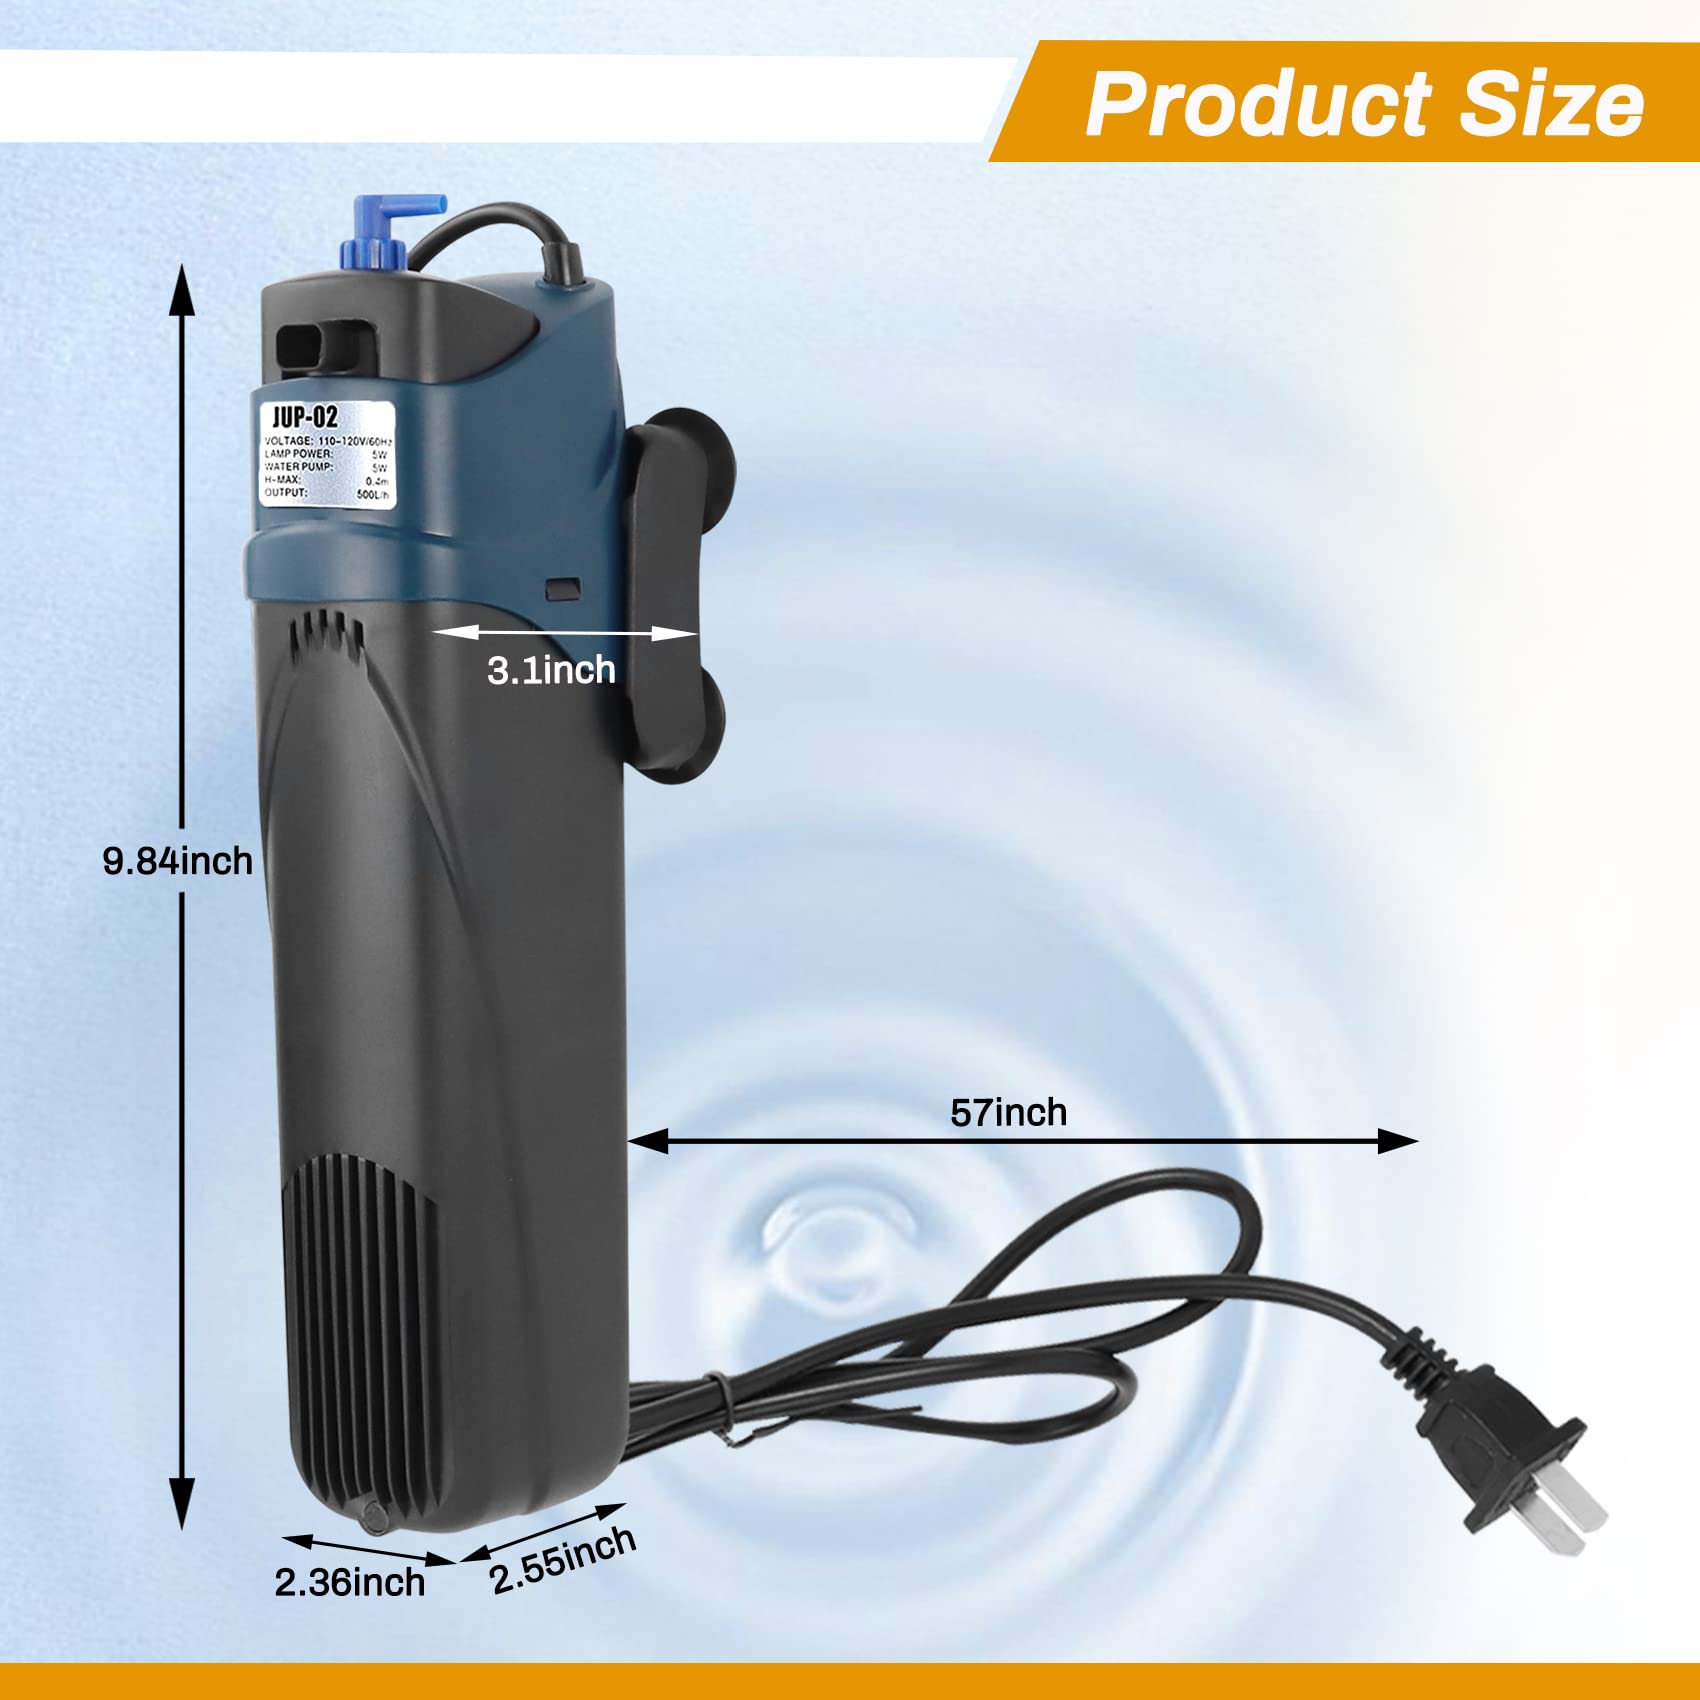 Product Size
JUP-02
VOLTAGE: 110-120V/60Hz
LAMP POWER: 5W
WATER PUMP: 5W
H-MAX: 0.4m
OUTPUT: 500L/h
3.1inch
9.84inch
57inch
2.36inch
2.55inch